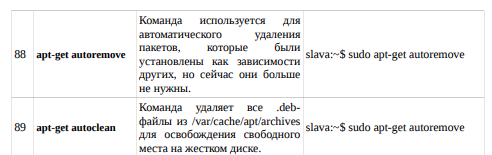 88 apt-get autoremove Команда используется для автоматического удаления пакетов, которые были установлены как зависимости других, но сейчас они больше не нужны. slava:~$ sudo apt-get autoremove
89 apt-get autoclean Команда удаляет все .deb-файлы из /var/cache/apt/archives для освобождения свободного места на жестком диске. slava:~$ sudo apt-get autoremove